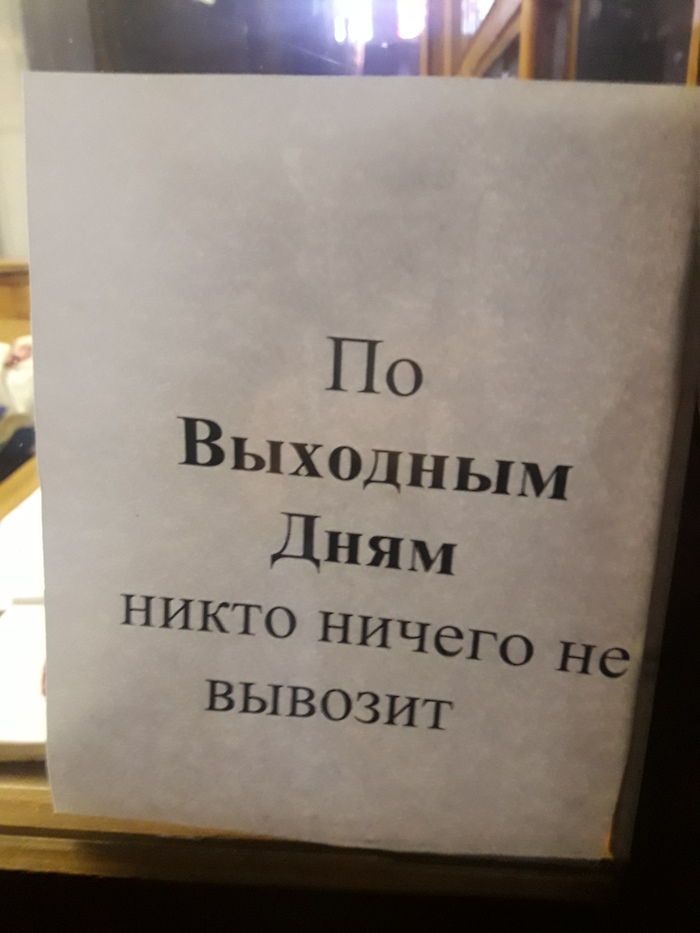 По
Выходным
Дням
никто ничего не
вывозит